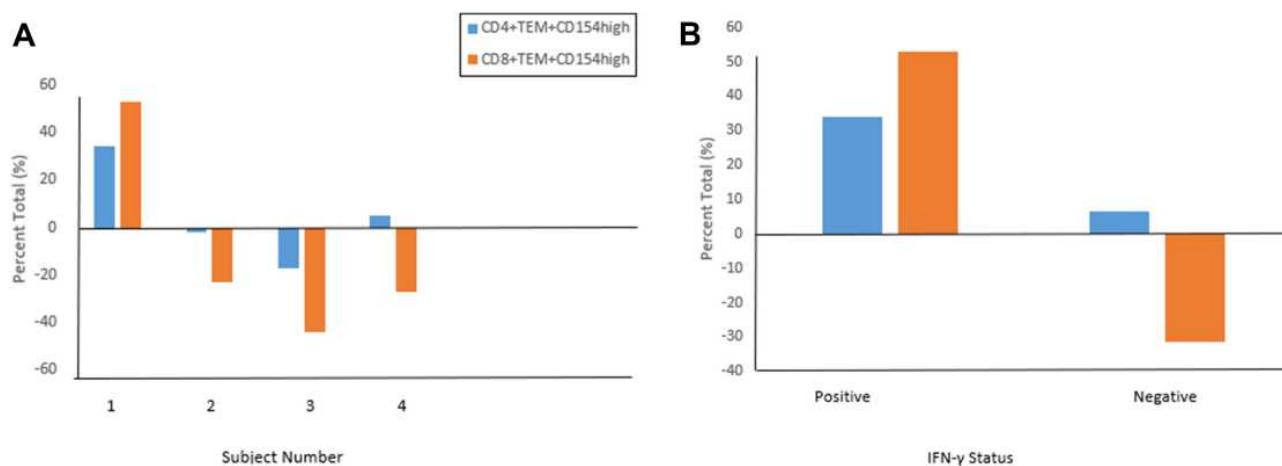 A
CD4+TEM+CD154high
CD8+TEM+CD154high
60
40
20
0
-20
-40
-60
Percent Total (%)
1 2 3 4
Subject Number
B
60
50
40
30
20
10
0
-10
-20
-30
-40
Percent Total (%)
Positive Negative
IFN-γ Status